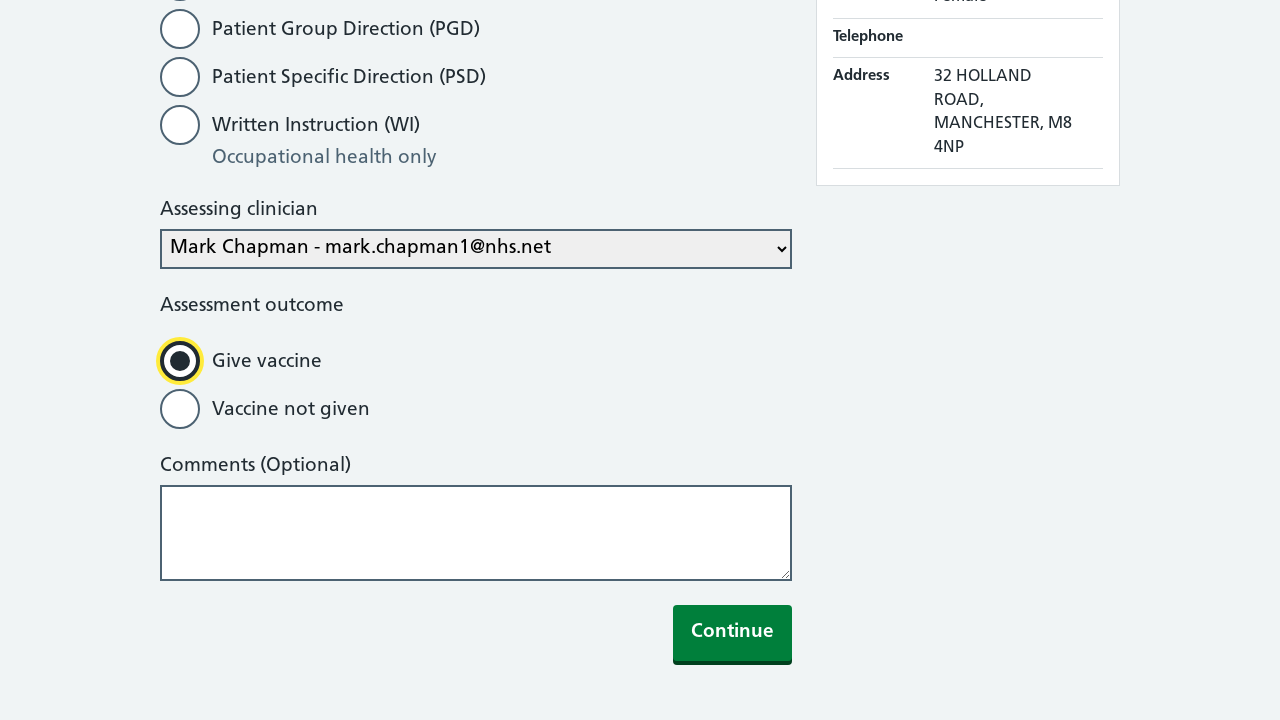 Patient Group Direction (PGD)
Patient Specific Direction (PSD)
Written Instruction (WI)
Occupational health only
Assessing clinician
Mark Chapman - mark.chapman1@nhs.net
Assessment outcome
Give vaccine
Vaccine not given
Comments (Optional)
Continue
Telephone
Address
32 HOLLAND
ROAD,
MANCHESTER, M8
4NP